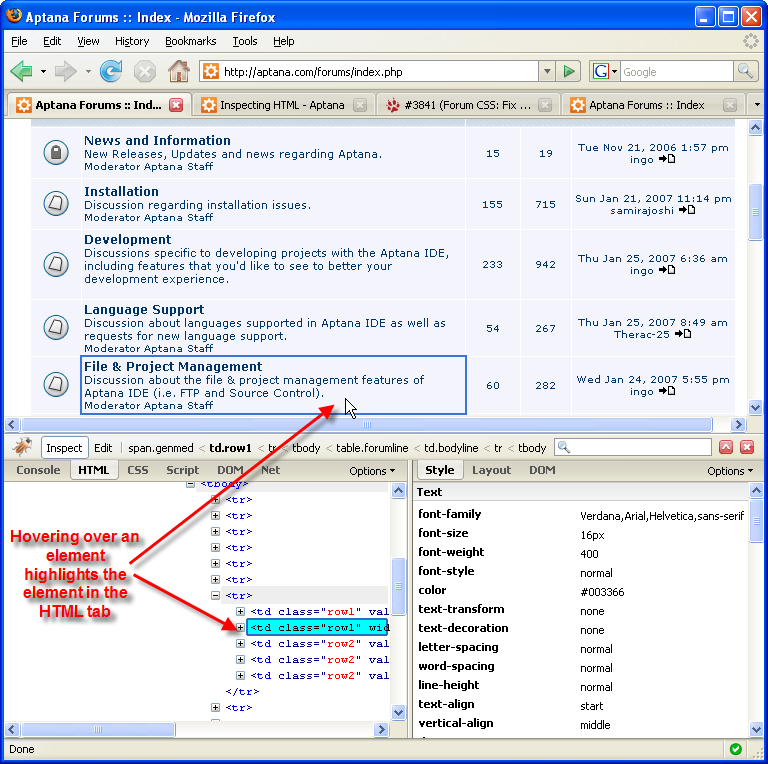 Aptana Forums :: Index - Mozilla Firefox
File Edit View History Bookmarks Tools Help
http://aptana.com/forums/index.php
G Google
Aptana Forums :: Ind... Inspecting HTML - Aptana #3841 (Forum CSS: Fix ... Aptana Forums :: Index
News and Information
New Releases, Updates and news regarding Aptana.
Moderator Aptana Staff
15 19 Tue Nov 21, 2006 1:57 pm
ingo
Installation
Discussion regarding installation issues.
Moderator Aptana Staff
155 715 Sun Jan 21, 2007 11:14 pm
samirajoshi
Development
Discussions specific to developing projects with the Aptana IDE,
including features that you'd like to see to better your
development experience.
233 942 Thu Jan 25, 2007 6:36 am
ingo
Language Support
Discussion about languages supported in Aptana IDE as well as
requests for new language support.
Moderator Aptana Staff
54 267 Thu Jan 25, 2007 8:49 am
Therac-25
File & Project Management
Discussion about the file & project management features of
Aptana IDE (i.e. FTP and Source Control).
Moderator Aptana Staff
60 282 Wed Jan 24, 2007 5:55 pm
ingo
Inspect Edit span.genmed < td.row1 < tr < tbody < table.forumline < td.bodyline < tr < tbody
Console HTML CSS Script DOM Net Options
<tbody>
<tr>
<tr>
<tr>
<tr>
<tr>
<tr>
<tr>
<td class="row1" val
<td class="row1" wid
<td class="row2" val
<td class="row2" val
<td class="row2" val
</tr>
<tr>
Hovering over an
element
highlights the
element in the
HTML tab
Style Layout DOM Options
Text
font-family Verdana,Arial,Helvetica,sans-serif
font-size 16px
font-weight 400
font-style normal
color #003366
text-transform none
text-decoration none
letter-spacing normal
word-spacing normal
line-height normal
text-align start
vertical-align middle
Done